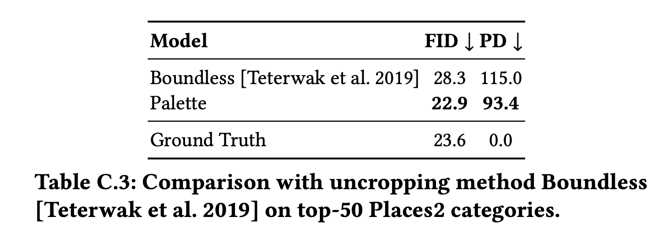 Model FID ↓ PD ↓
Boundless [Teterwak et al. 2019] 28.3 115.0
Palette 22.9 93.4
Ground Truth 23.6 0.0
Table C.3: Comparison with uncropping method Boundless
[Teterwak et al. 2019] on top-50 Places2 categories.